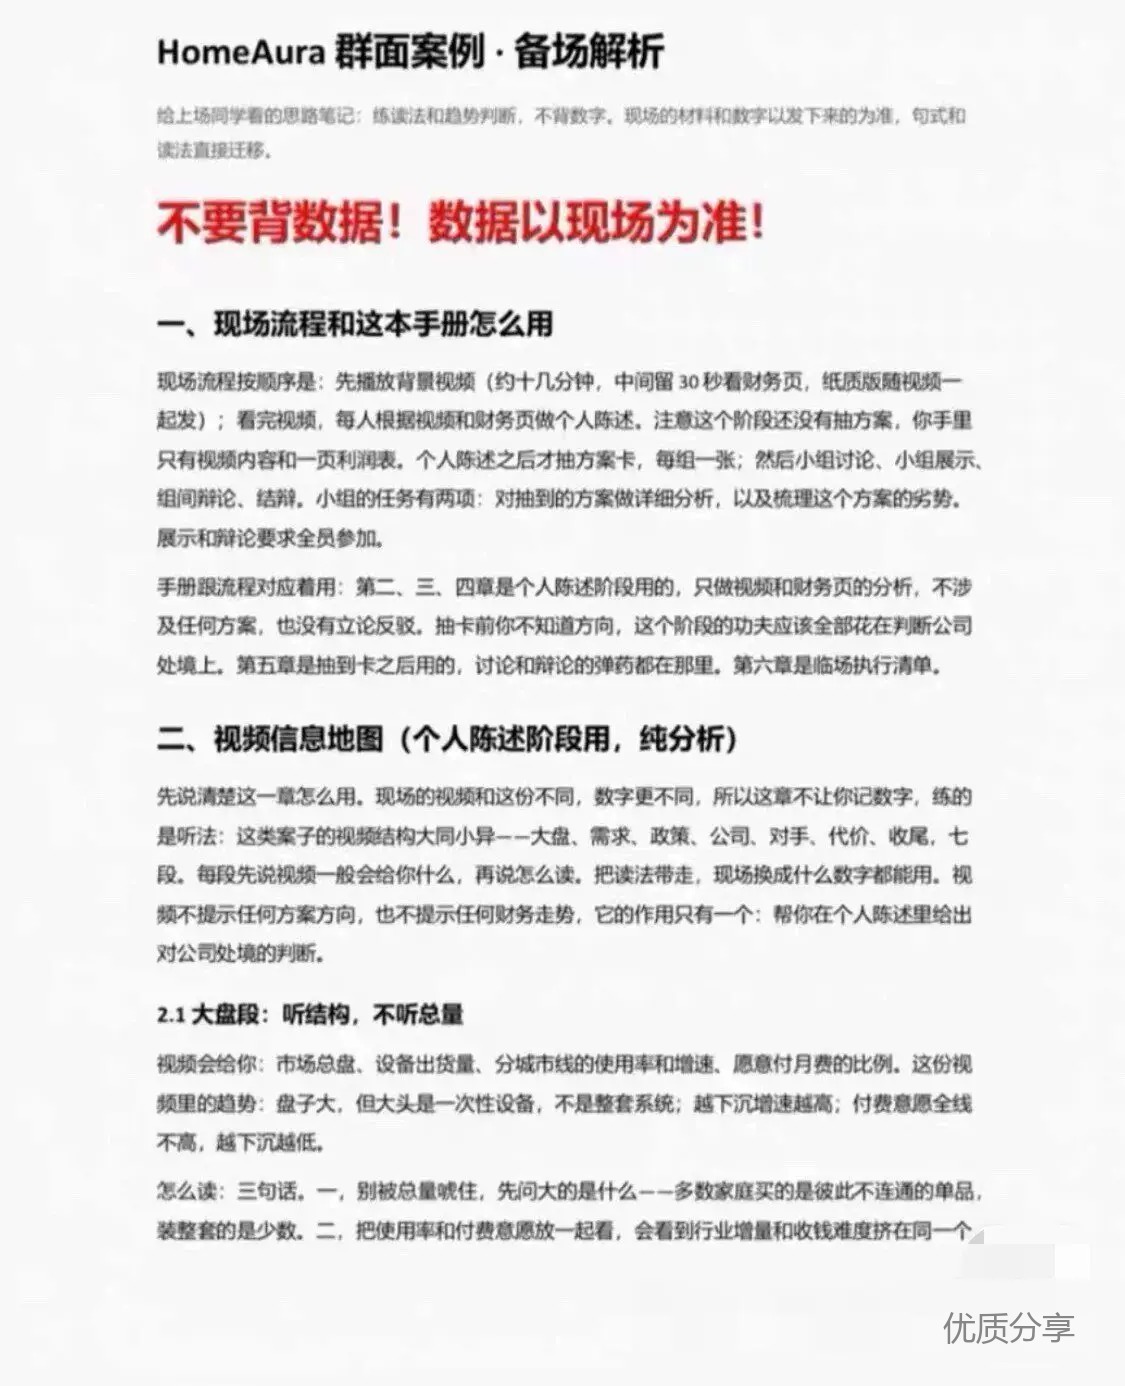 HomeAura 群面案例 · 备场解析
给上场同学看的思路笔记：练读法和趋势判断，不背数字。现场的材料和数字以发下来的为准，句式和
读法直接迁移。
不要背数据！数据以现场为准！
一、现场流程和这本手册怎么用
现场流程按顺序是：先播放背景视频（约十几分钟，中间留 30 秒看财务页，纸质版随视频一
起发）；看完视频，每人根据视频和财务页做个人陈述。注意这个阶段还没有抽方案，你手里
只有视频内容和一页利润表。个人陈述之后才抽方案卡，每组一张；然后小组讨论、小组展示、
组间辩论、结辩。小组的任务有两项：对抽到的方案做详细分析，以及梳理这个方案的劣势。
展示和辩论要求全员参加。
手册跟流程对应着用：第二、三、四章是个人陈述阶段用的，只做视频和财务页的分析，不涉
及任何方案，也没有立论反驳。抽卡前你不知道方向，这个阶段的功夫应该全部花在判断公司
处境上。第五章是抽到卡之后用的，讨论和辩论的弹药都在那里。第六章是临场执行清单。
二、视频信息地图（个人陈述阶段用，纯分析）
先说清楚这一章怎么用。现场的视频和这份不同，数字更不同，所以这章不让你记数字，练的
是听法：这类案子的视频结构大同小异——大盘、需求、政策、公司、对手、代价、收尾，七
段。每段先说视频一般会给你什么，再说怎么读。把读法带走，现场换成什么数字都能用。视
频不提示任何方案方向，也不提示任何财务走势，它的作用只有一个：帮你在个人陈述里给出
对公司处境的判断。
2.1 大盘段：听结构，不听总量
视频会给你：市场总盘、设备出货量、分城市线的使用率和增速、愿意付月费的比例。这份视
频里的趋势：盘子大，但大头是一次性设备，不是整套系统；越下沉增速越高；付费意愿全线
不高，越下沉越低。
怎么读：三句话。一，别被总量唬住，先问大的是什么——多数家庭买的是彼此不连通的单品，
装整套的是少数。二，把使用率和付费意愿放一起看，会看到行业增量和收钱难度挤在同一个
优质分享